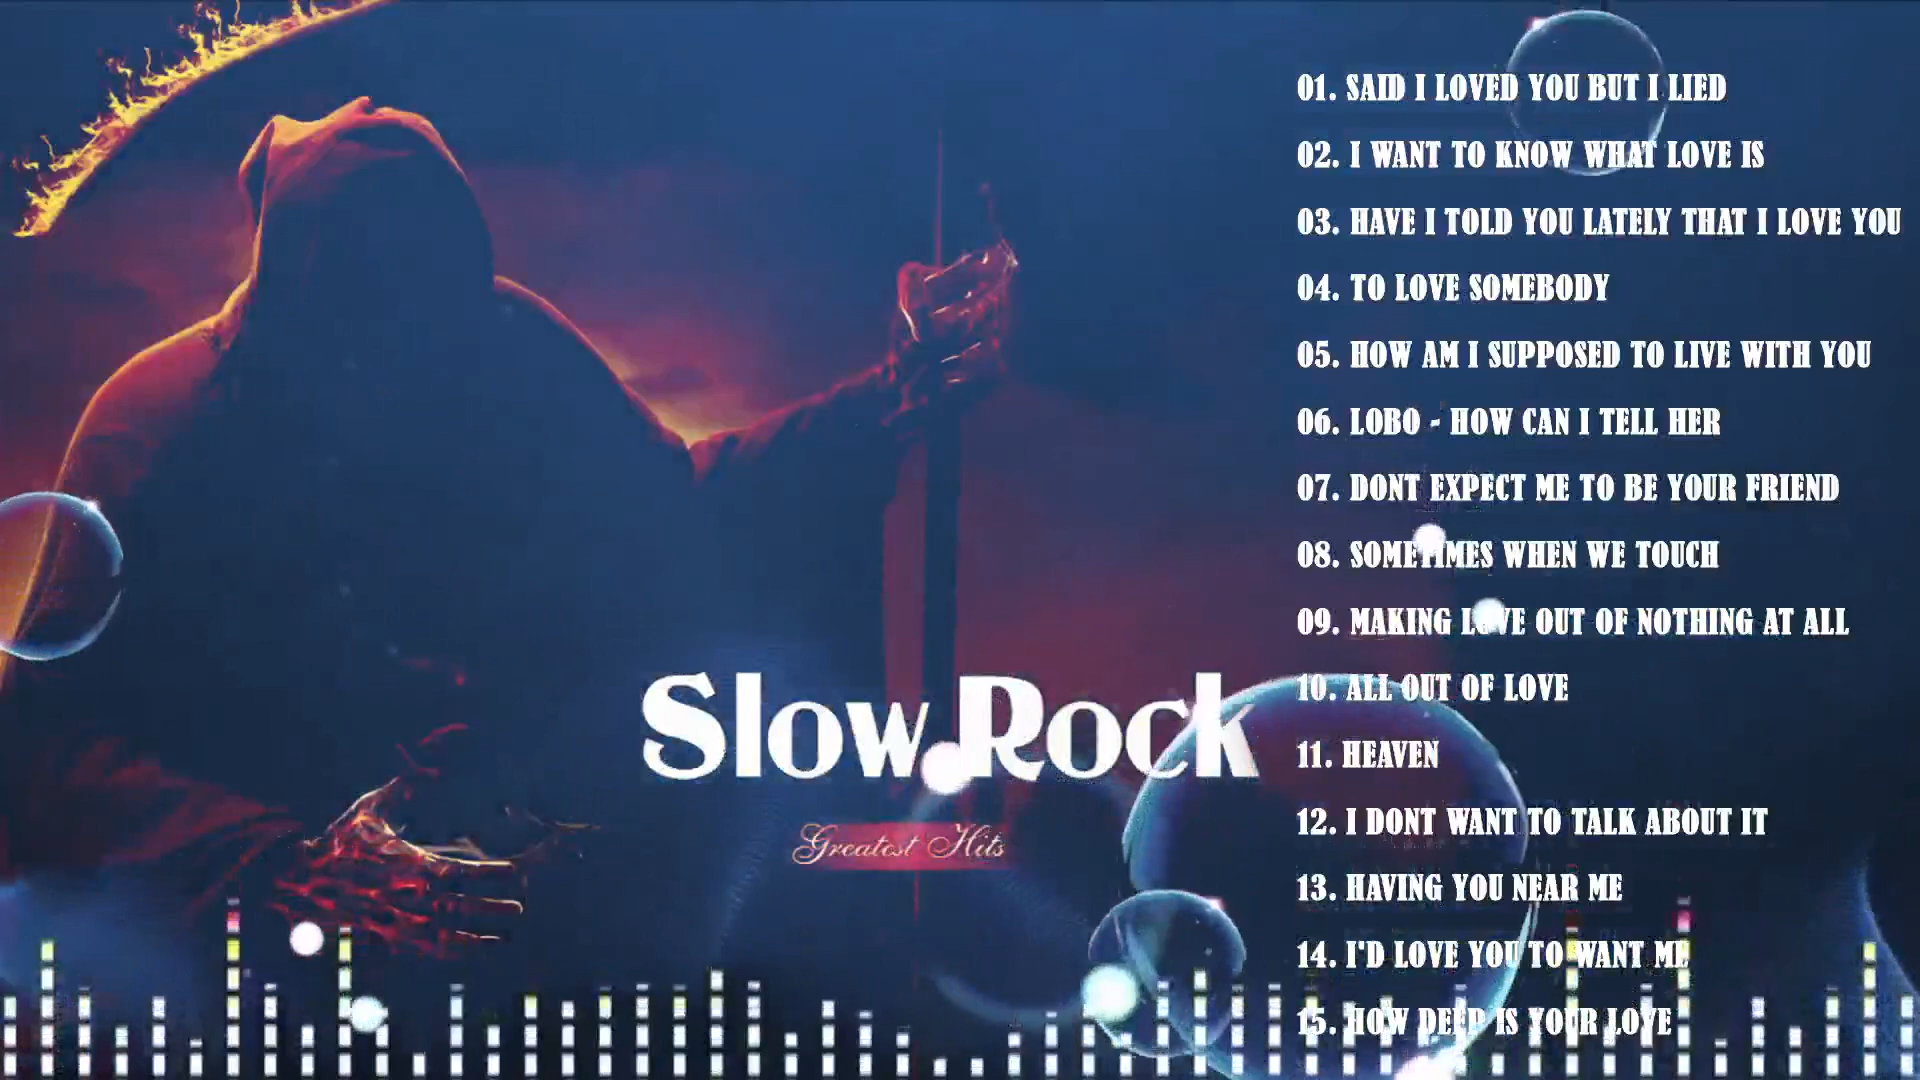 01. SAID I LOVED YOU BUT I LIED
02. I WANT TO KNOW WHAT LOVE IS
03. HAVE I TOLD YOU LATELY THAT I LOVE YOU
04. TO LOVE SOMEBODY
05. HOW AM I SUPPOSED TO LIVE WITH YOU
06. LOBO - HOW CAN I TELL HER
07. DONT EXPECT ME TO BE YOUR FRIEND
08. SOMETIMES WHEN WE TOUCH
09. MAKING LOVE OUT OF NOTHING AT ALL
10. ALL OUT OF LOVE
11. HEAVEN
12. I DONT WANT TO TALK ABOUT IT
13. HAVING YOU NEAR ME
14. I'D LOVE YOU TO WANT ME
15. HOW DEEP IS YOUR LOVE
Slow Rock
Greatest Hits